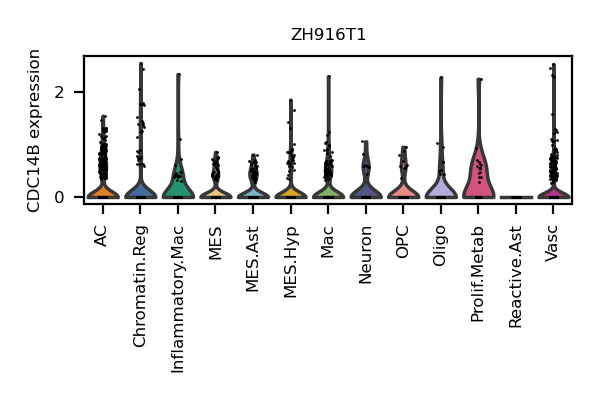 ZH916T1
CDC14B expression
2
0
AC
Chromatin.Reg
Inflammatory.Mac
MES
MES.Ast
MES.Hyp
Mac
Neuron
OPC
Oligo
Prolif.Metab
Reactive.Ast
Vasc